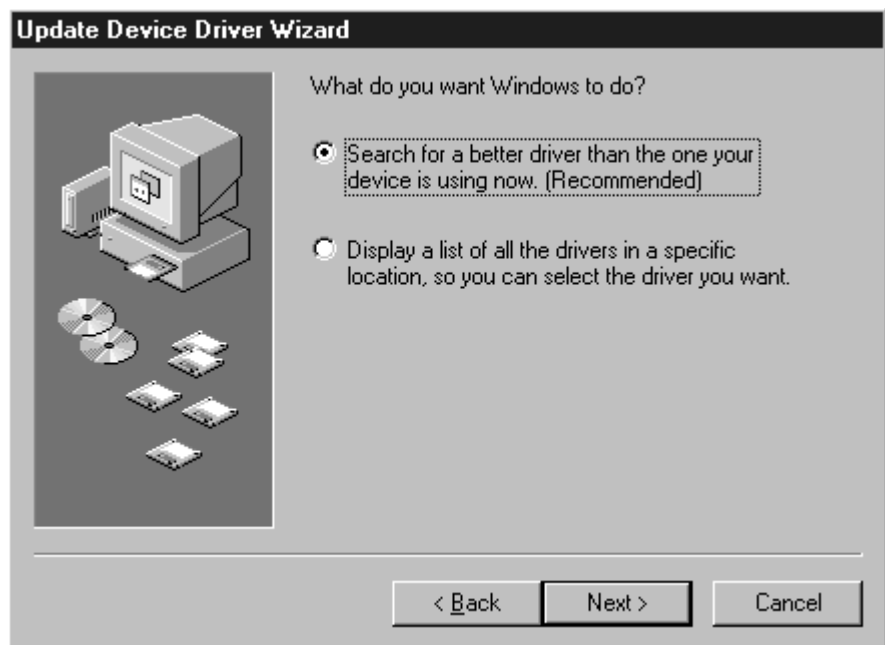 Update Device Driver Wizard
What do you want Windows to do?
Search for a better driver than the one your
device is using now. (Recommended)
Display a list of all the drivers in a specific
location, so you can select the driver you want.
< Back
Next >
Cancel